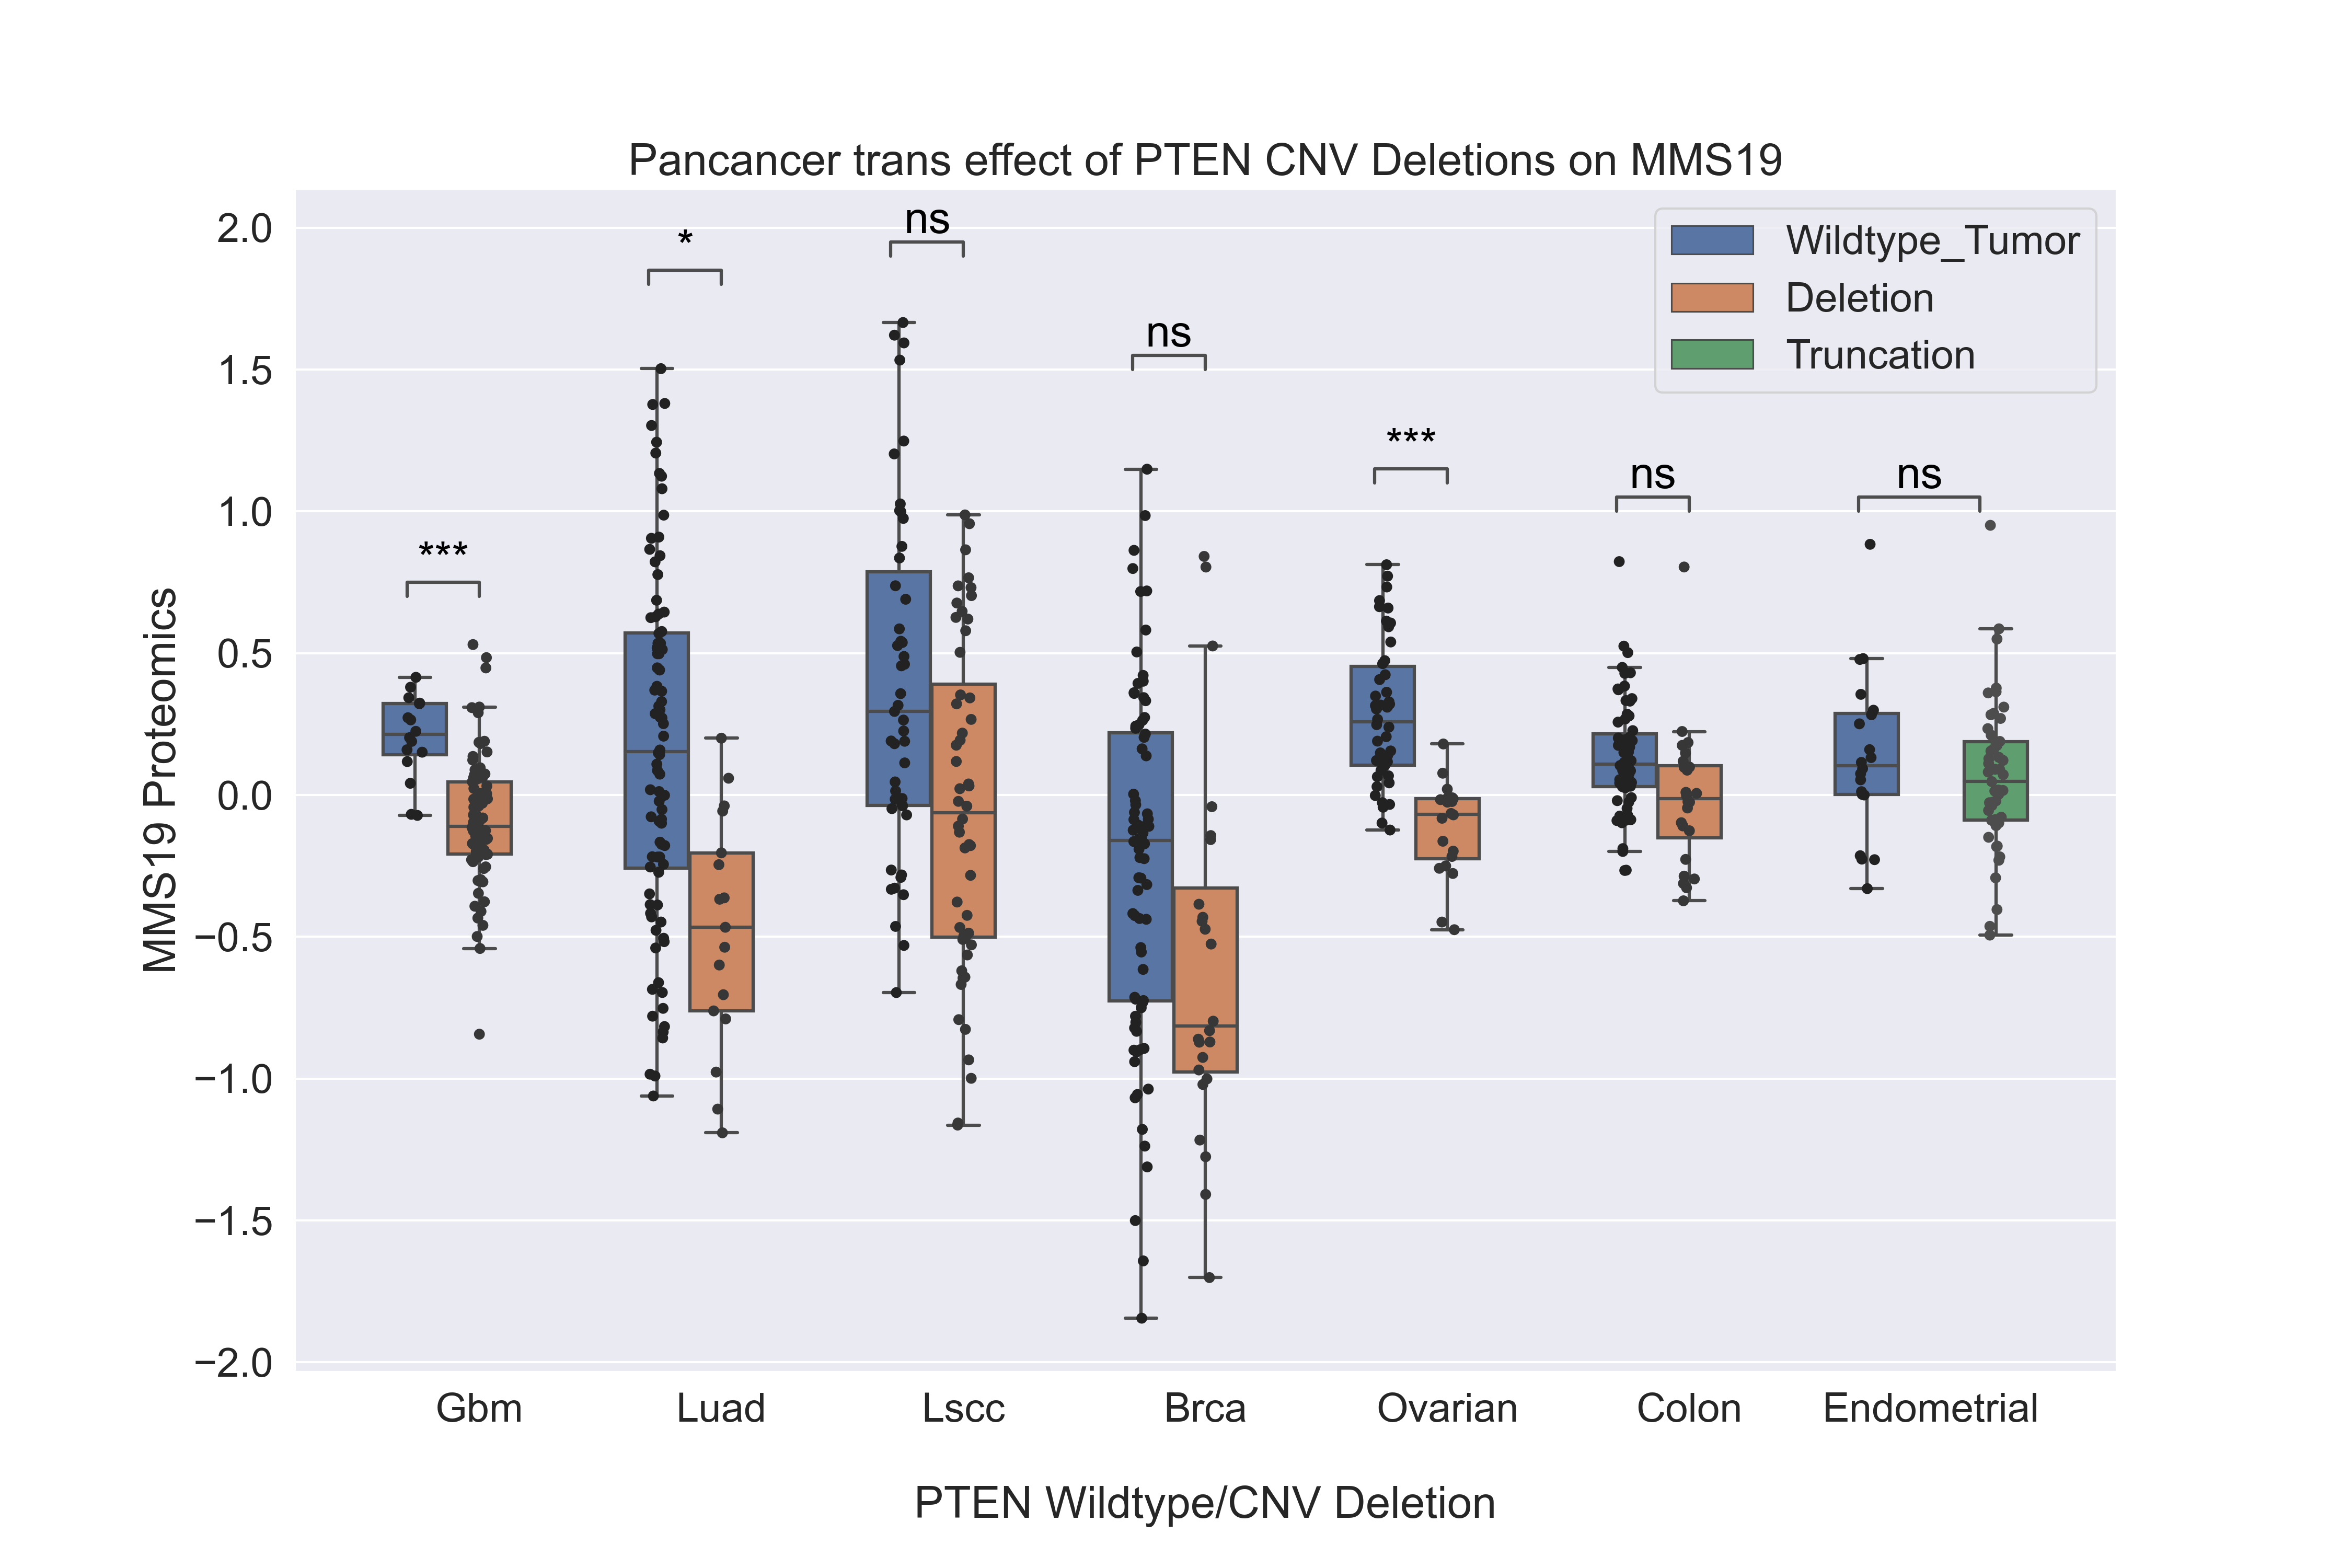 Pancancer trans effect of PTEN CNV Deletions on MMS19
2.0
1.5
1.0
0.5
0.0
−0.5
−1.0
−1.5
−2.0
MMS19 Proteomics
***
*
ns
ns
***
ns
ns
Wildtype_Tumor
Deletion
Truncation
Gbm
Luad
Lscc
Brca
Ovarian
Colon
Endometrial
PTEN Wildtype/CNV Deletion